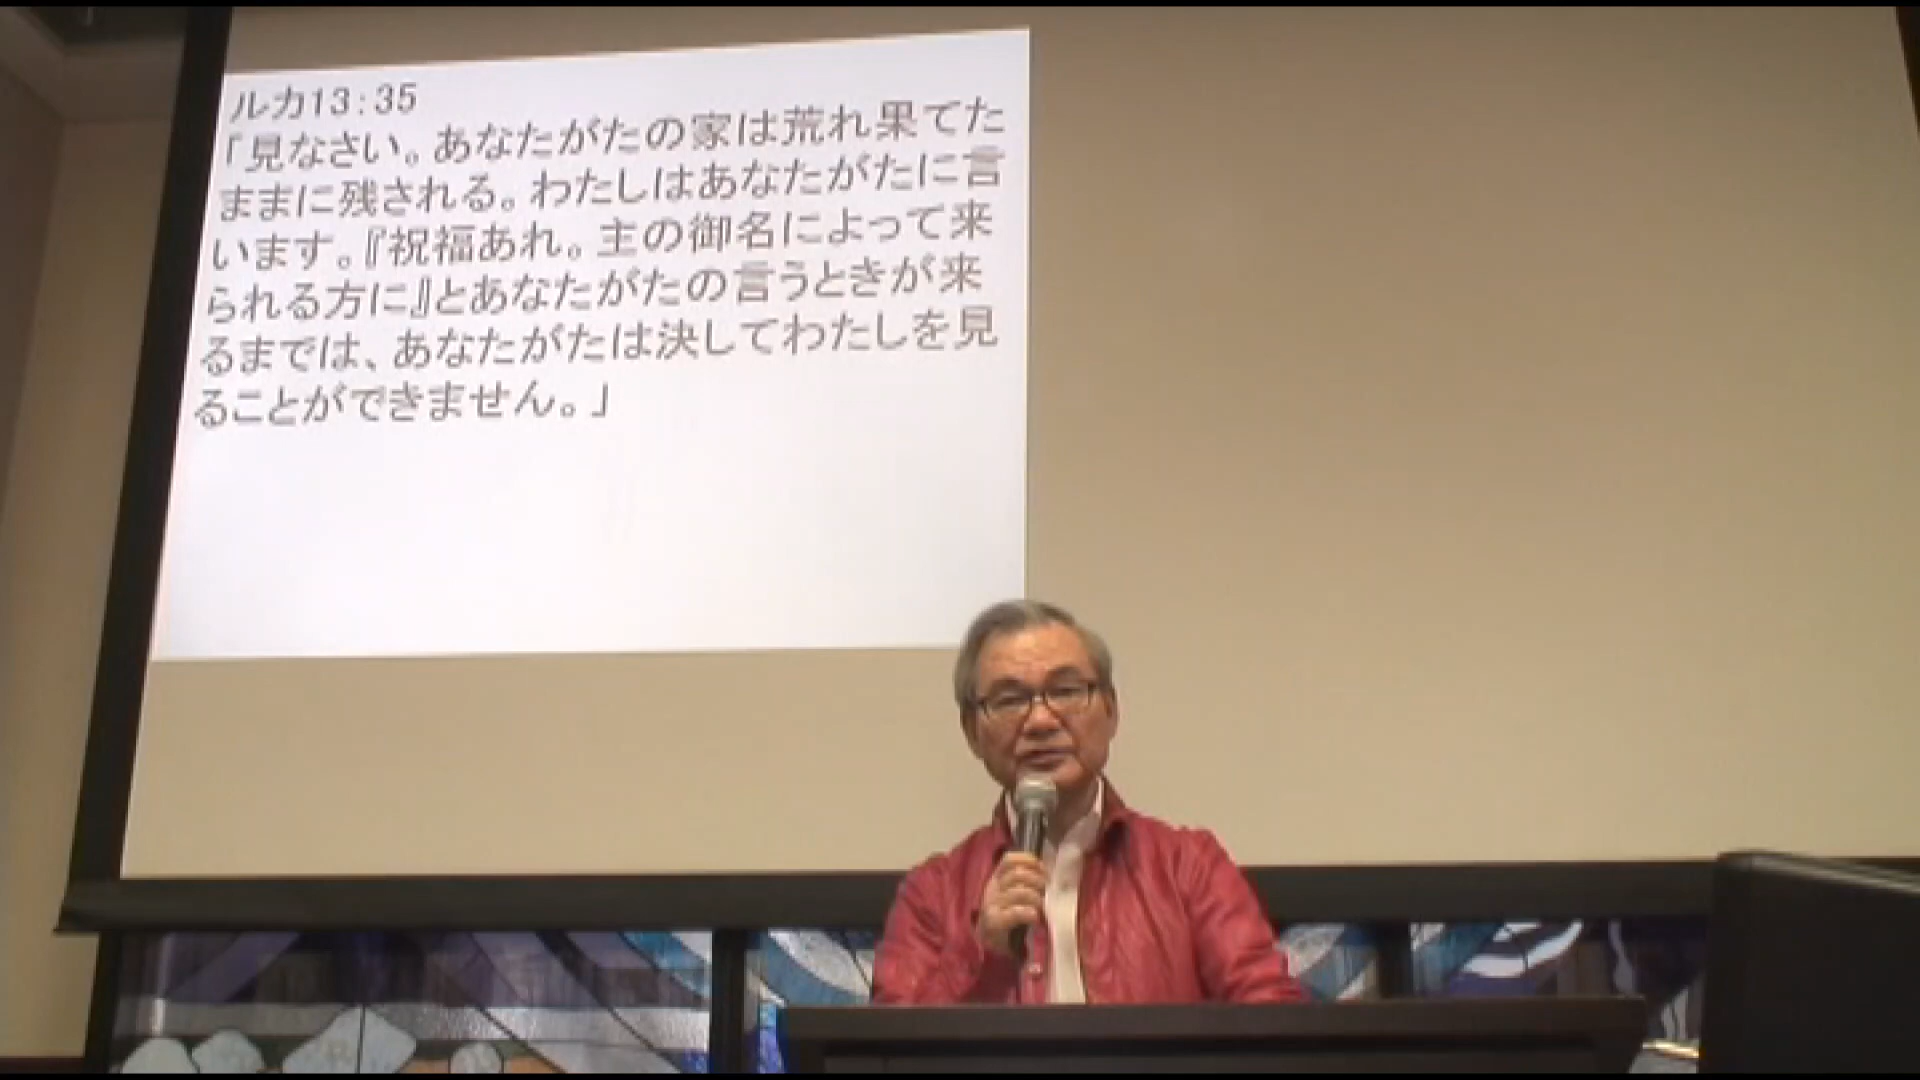 ルカ13：35
「見なさい。あなたがたの家は荒れ果てた
ままに残される。わたしはあなたがたに言
います。『祝福あれ。主の御名によって来
られる方に』とあなたがたの言うときが来
るまでは、あなたがたは決してわたしを見
ることができません。」